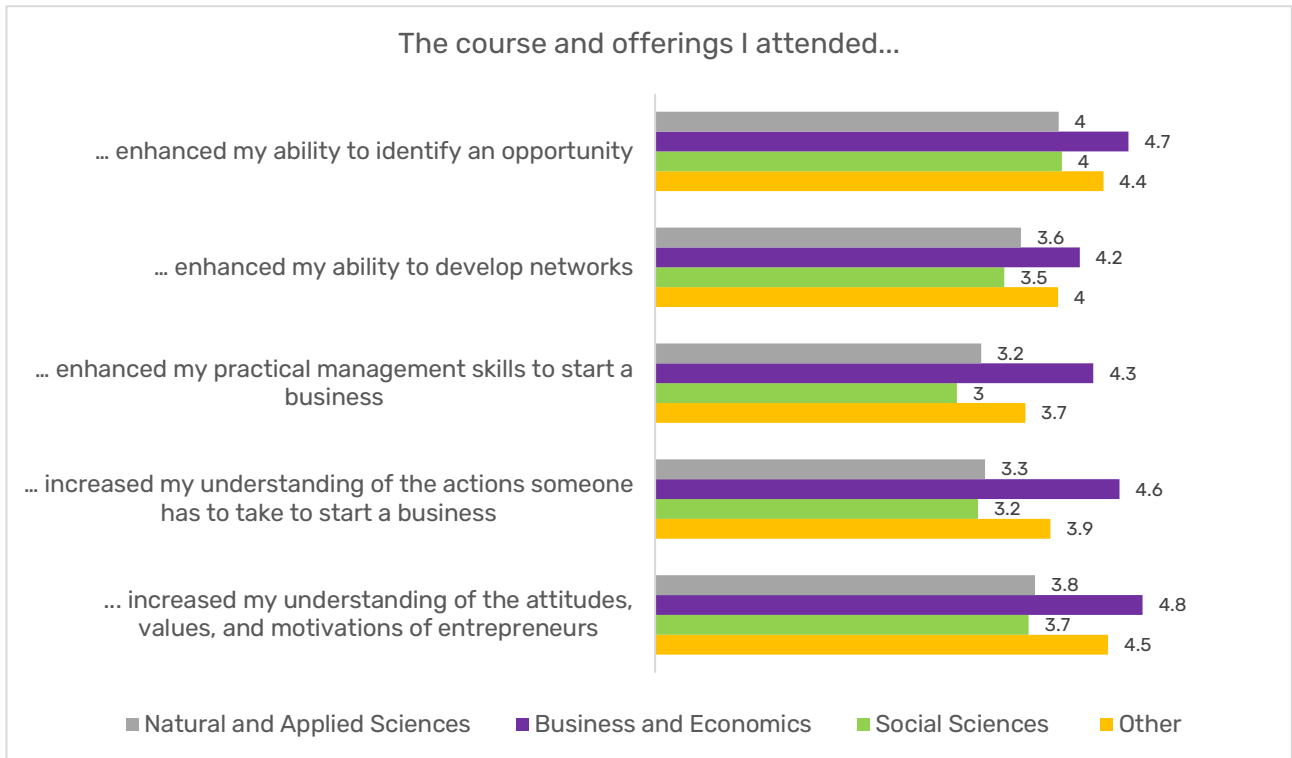 The course and offerings I attended...
... enhanced my ability to identify an opportunity
4
4.7
4
4.4
... enhanced my ability to develop networks
3.6
4.2
3.5
4
... enhanced my practical management skills to start a
business
3.2
4.3
3
3.7
... increased my understanding of the actions someone
has to take to start a business
3.3
4.6
3.2
3.9
... increased my understanding of the attitudes,
values, and motivations of entrepreneurs
3.8
4.8
3.7
4.5
Natural and Applied Sciences
Business and Economics
Social Sciences
Other